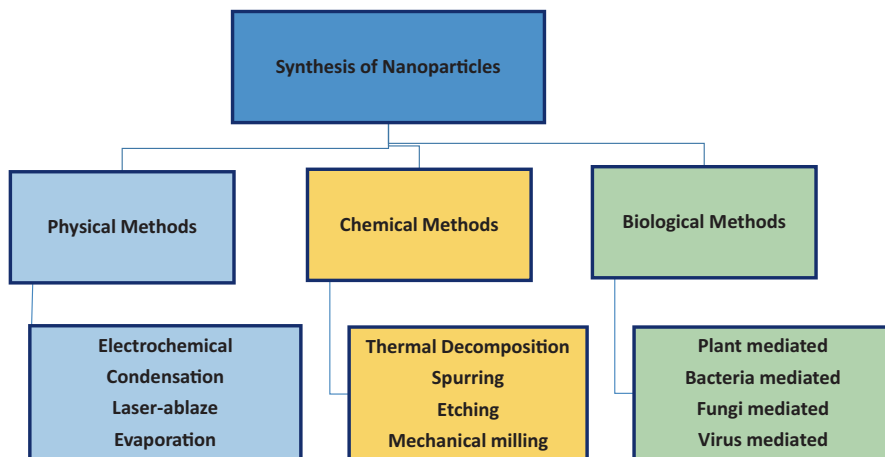 Synthesis of Nanoparticles
Physical Methods
Chemical Methods
Biological Methods
Electrochemical
Condensation
Laser-ablaze
Evaporation
Thermal Decomposition
Spurring
Etching
Mechanical milling
Plant mediated
Bacteria mediated
Fungi mediated
Virus mediated